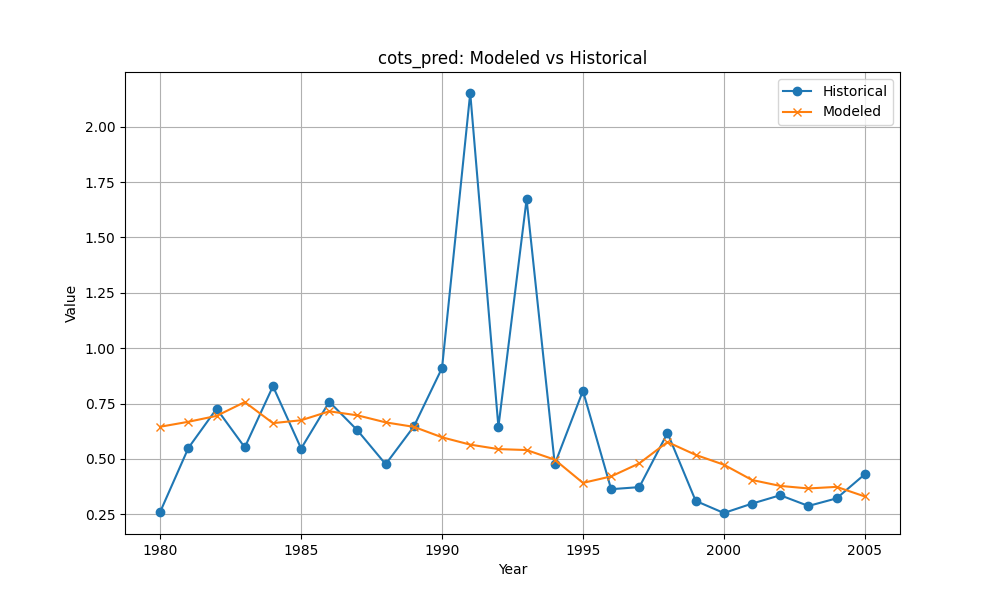 cots_pred: Modeled vs Historical
Historical
Modeled
Value
2.00
1.75
1.50
1.25
1.00
0.75
0.50
0.25
1980 1985 1990 1995 2000 2005
Year